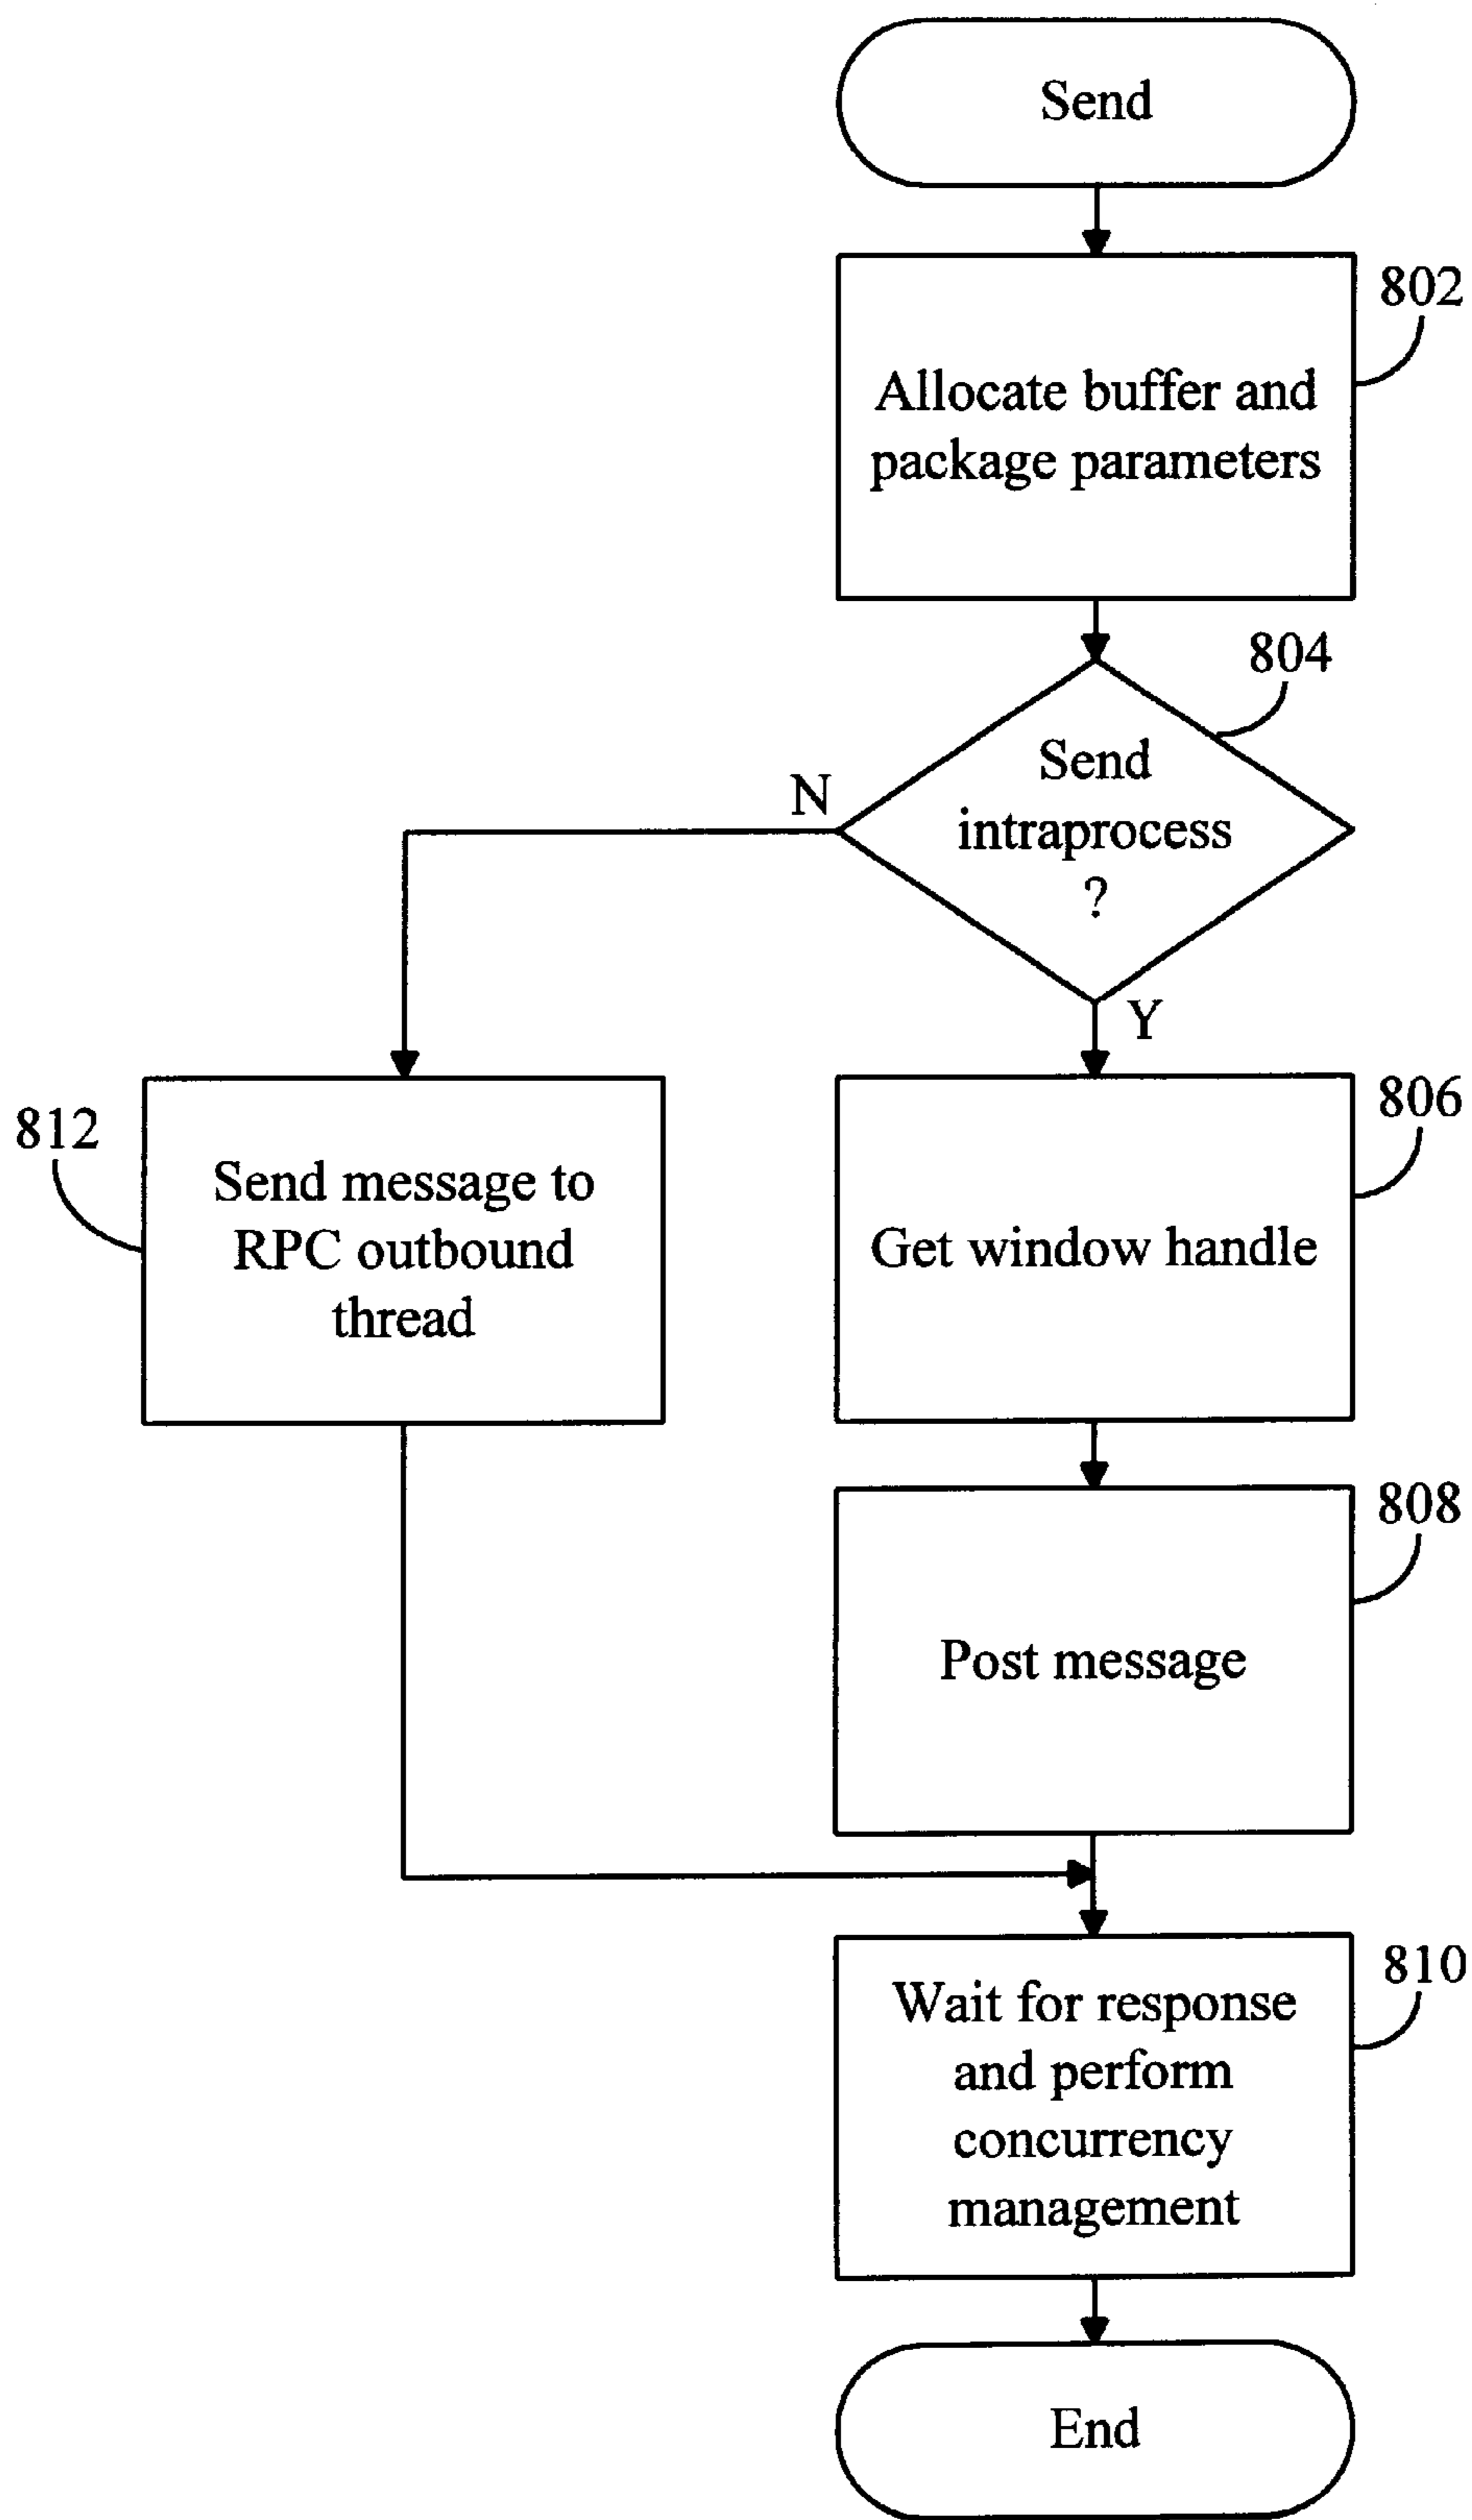 Send
802
Allocate buffer and
package parameters
804
Send
intraprocess
?
N
Y
812
Send message to
RPC outbound
thread
806
Get window handle
808
Post message
810
Wait for response
and perform
concurrency
management
End